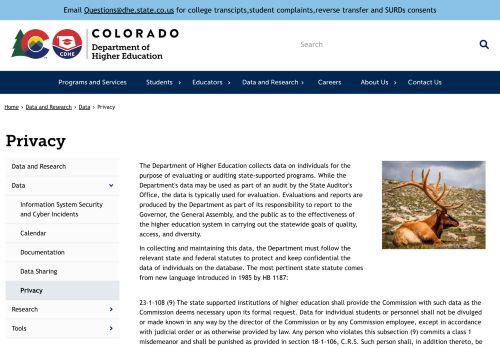 Email Questions@dhe.state.co.us for college transcipts,student complaints,reverse transfer and SURDs consents
COLORADO
Department of
Higher Education
CDHE
Search
Programs and Services
Students
Educators
Data and Research
Careers
About Us
Contact Us
Home › Data and Research › Data › Privacy
Privacy
Data and Research
Data
Information System Security
and Cyber Incidents
Calendar
Documentation
Data Sharing
Privacy
Research
Tools
The Department of Higher Education collects data on individuals for the
purpose of evaluating or auditing state-supported programs. While the
Department's data may be used as part of an audit by the State Auditor's
Office, the data is typically used for evaluation. Evaluations and reports are
produced by the Department as part of its responsibility to report to the
Governor, the General Assembly, and the public as to the effectiveness of
the higher education system in carrying out the statewide goals of quality,
access, and diversity.
In collecting and maintaining this data, the Department must follow the
relevant state and federal statutes to protect and keep confidential the
data of individuals on the database. The most pertinent state statute comes
from new language introduced in 1985 by HB 1187:
23-1-108 (9) The state supported institutions of higher education shall provide the Commission with such data as the
Commission deems necessary upon its formal request. Data for individual students or personnel shall not be divulged
or made known in any way by the director of the Commission or by any Commission employee, except in accordance
with judicial order or as otherwise provided by law. Any person who violates this subsection (9) commits a class 1
misdemeanor and shall be punished as provided in section 18-1-106, C.R.S. Such person shall, in addition thereto, be